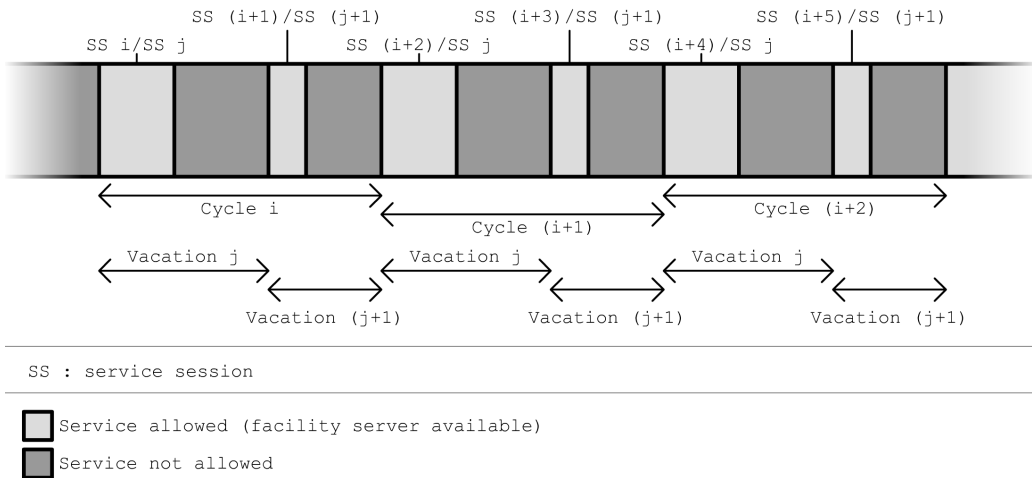 SS (i+1)/SS (j+1) SS (i+3)/SS (j+1) SS (i+5)/SS (j+1)
SS i/SS j SS (i+2)/SS j SS (i+4)/SS j
Cycle i Cycle (i+2)
Cycle (i+1)
Vacation j Vacation j Vacation j
Vacation (j+1) Vacation (j+1) Vacation (j+1)
SS : service session
Service allowed (facility server available)
Service not allowed